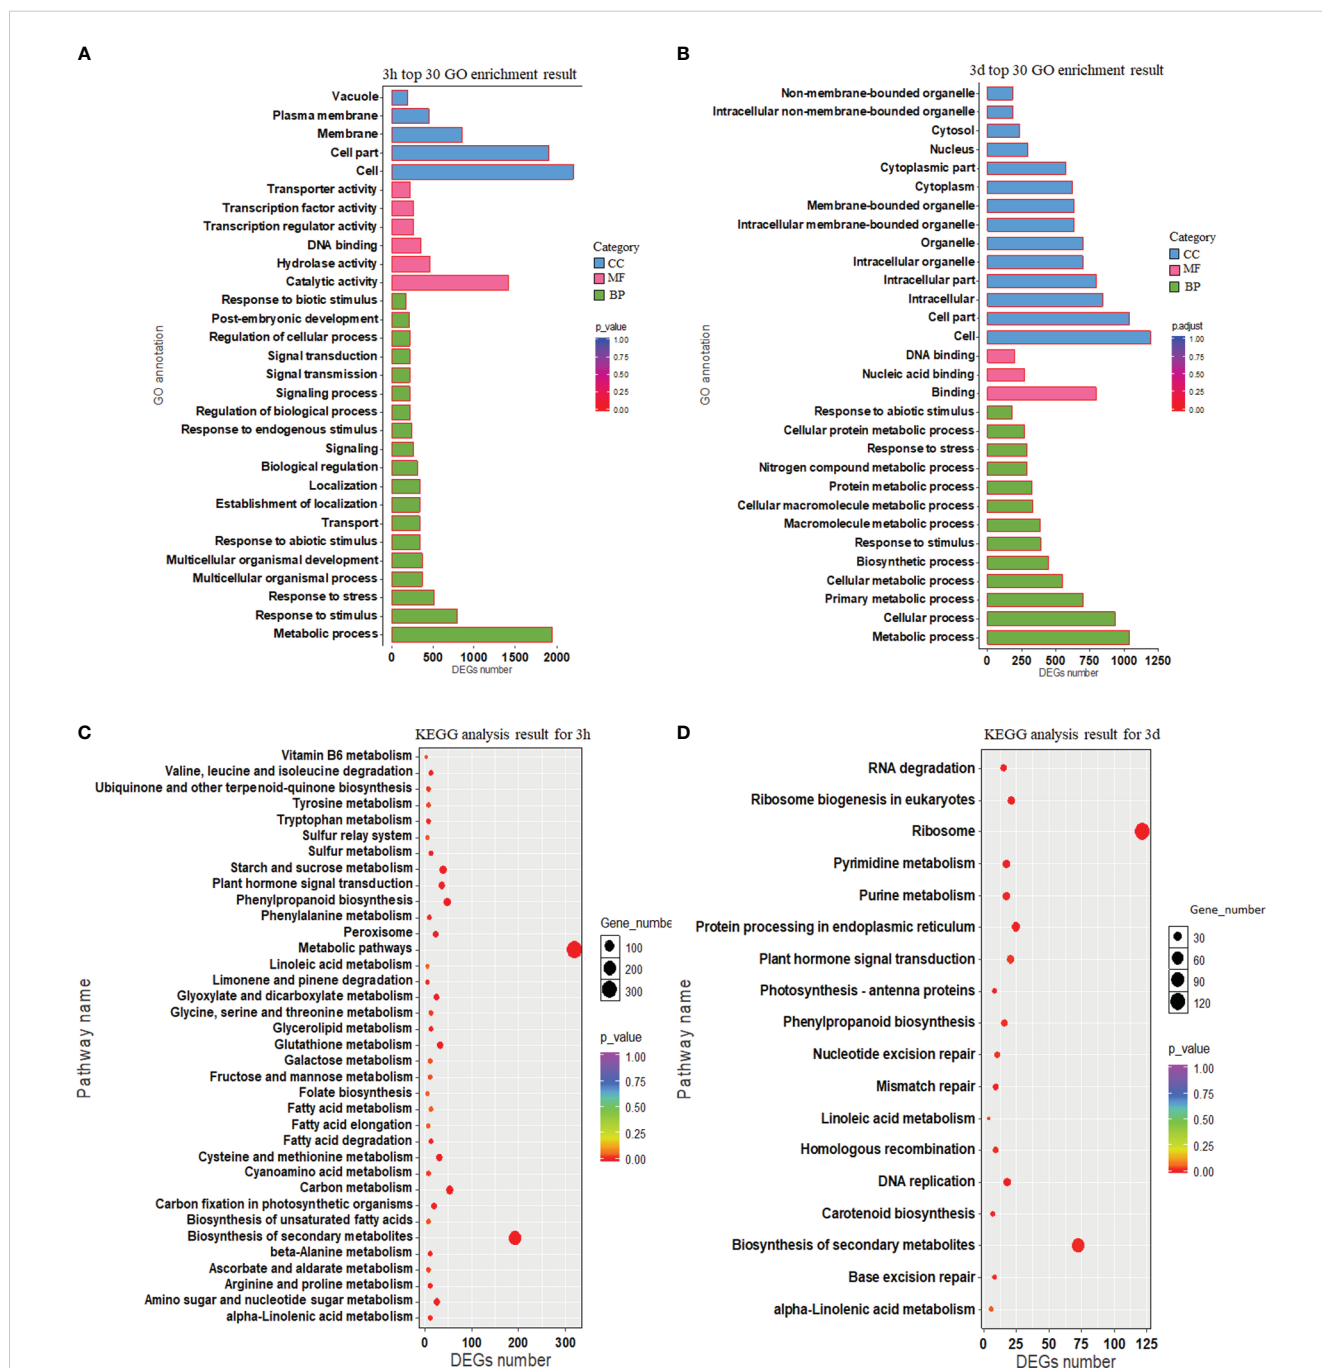 A
3h top 30 GO enrichment result
Vacuole
Plasma membrane
Membrane
Cell part
Cell
Transporter activity
Transcription factor activity
Transcription regulator activity
DNA binding
Hydrolase activity
Catalytic activity
Response to biotic stimulus
Post-embryonic development
Regulation of cellular process
Signal transduction
Signal transmission
Signaling process
Regulation of biological process
Response to endogenous stimulus
Signaling
Biological regulation
Localization
Establishment of localization
Transport
Response to abiotic stimulus
Multicellular organismal development
Multicellular organismal process
Response to stress
Response to stimulus
Metabolic process
GO annotation
0 500 1000 1500 2000
DEGs number
Category
CC
MF
BP
p_value
1.00
0.75
0.50
0.25
0.00
B
3d top 30 GO enrichment result
Non-membrane-bounded organelle
Intracellular non-membrane-bounded organelle
Cytosol
Nucleus
Cytoplasmic part
Cytoplasm
Membrane-bounded organelle
Intracellular membrane-bounded organelle
Organelle
Intracellular organelle
Intracellular part
Intracellular
Cell part
Cell
DNA binding
Nucleic acid binding
Binding
Response to abiotic stimulus
Cellular protein metabolic process
Response to stress
Nitrogen compound metabolic process
Protein metabolic process
Cellular macromolecule metabolic process
Macromolecule metabolic process
Response to stimulus
Biosynthetic process
Cellular metabolic process
Primary metabolic process
Cellular process
Metabolic process
GO annotation
0 250 500 750 1000 1250
DEGs number
Category
CC
MF
BP
p.adjust
1.00
0.75
0.50
0.25
0.00
C
KEGG analysis result for 3h
Vitamin B6 metabolism
Valine, leucine and isoleucine degradation
Ubiquinone and other terpenoid-quinone biosynthesis
Tyrosine metabolism
Tryptophan metabolism
Sulfur relay system
Sulfur metabolism
Starch and sucrose metabolism
Plant hormone signal transduction
Phenylpropanoid biosynthesis
Phenylalanine metabolism
Peroxisome
Metabolic pathways
Linoleic acid metabolism
Limonene and pinene degradation
Glyoxylate and dicarboxylate metabolism
Glycine, serine and threonine metabolism
Glycerolipid metabolism
Glutathione metabolism
Galactose metabolism
Fructose and mannose metabolism
Folate biosynthesis
Fatty acid metabolism
Fatty acid elongation
Fatty acid degradation
Cysteine and methionine metabolism
Cyanoamino acid metabolism
Carbon metabolism
Carbon fixation in photosynthetic organisms
Biosynthesis of unsaturated fatty acids
Biosynthesis of secondary metabolites
beta-Alanine metabolism
Ascorbate and aldarate metabolism
Arginine and proline metabolism
Amino sugar and nucleotide sugar metabolism
alpha-Linolenic acid metabolism
Pathway name
0 100 200 300
DEGs number
Gene_numbe
100
200
300
p_value
1.00
0.75
0.50
0.25
0.00
D
KEGG analysis result for 3d
RNA degradation
Ribosome biogenesis in eukaryotes
Ribosome
Pyrimidine metabolism
Purine metabolism
Protein processing in endoplasmic reticulum
Plant hormone signal transduction
Photosynthesis - antenna proteins
Phenylpropanoid biosynthesis
Nucleotide excision repair
Mismatch repair
Linoleic acid metabolism
Homologous recombination
DNA replication
Carotenoid biosynthesis
Biosynthesis of secondary metabolites
Base excision repair
alpha-Linolenic acid metabolism
Pathway name
0 25 50 75 100 125
DEGs number
Gene_number
30
60
90
120
p_value
1.00
0.75
0.50
0.25
0.00